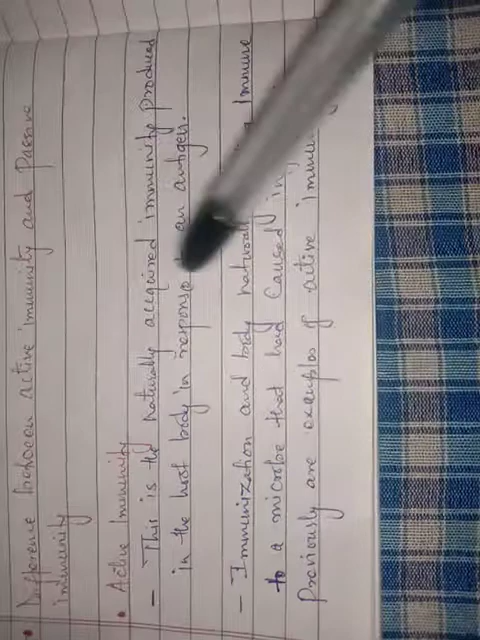 • Difference between active immunity and Passive
immunity
• Active Immunity
- This is the naturally acquired immunity produced
in the host body in response an antigen.
- Immunization and body naturall Immune
to a microbe that had caused in
Previously are examples of active immu